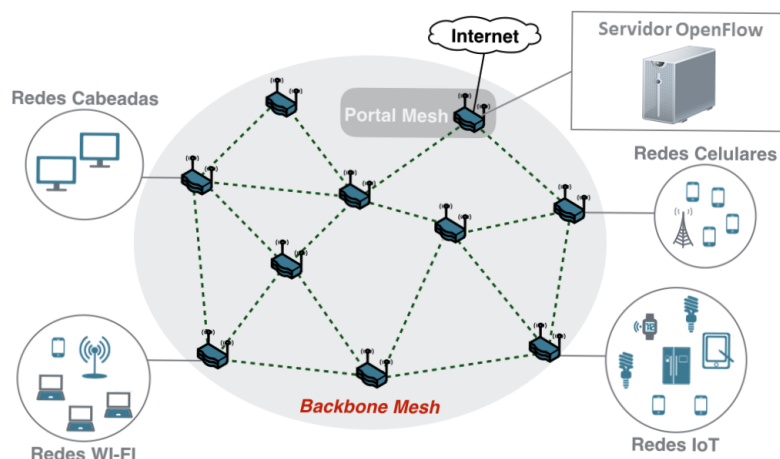 Internet
Servidor OpenFlow
Redes Cabeadas
Portal Mesh
Redes Celulares
Backbone Mesh
Redes WI-FI
Redes IoT